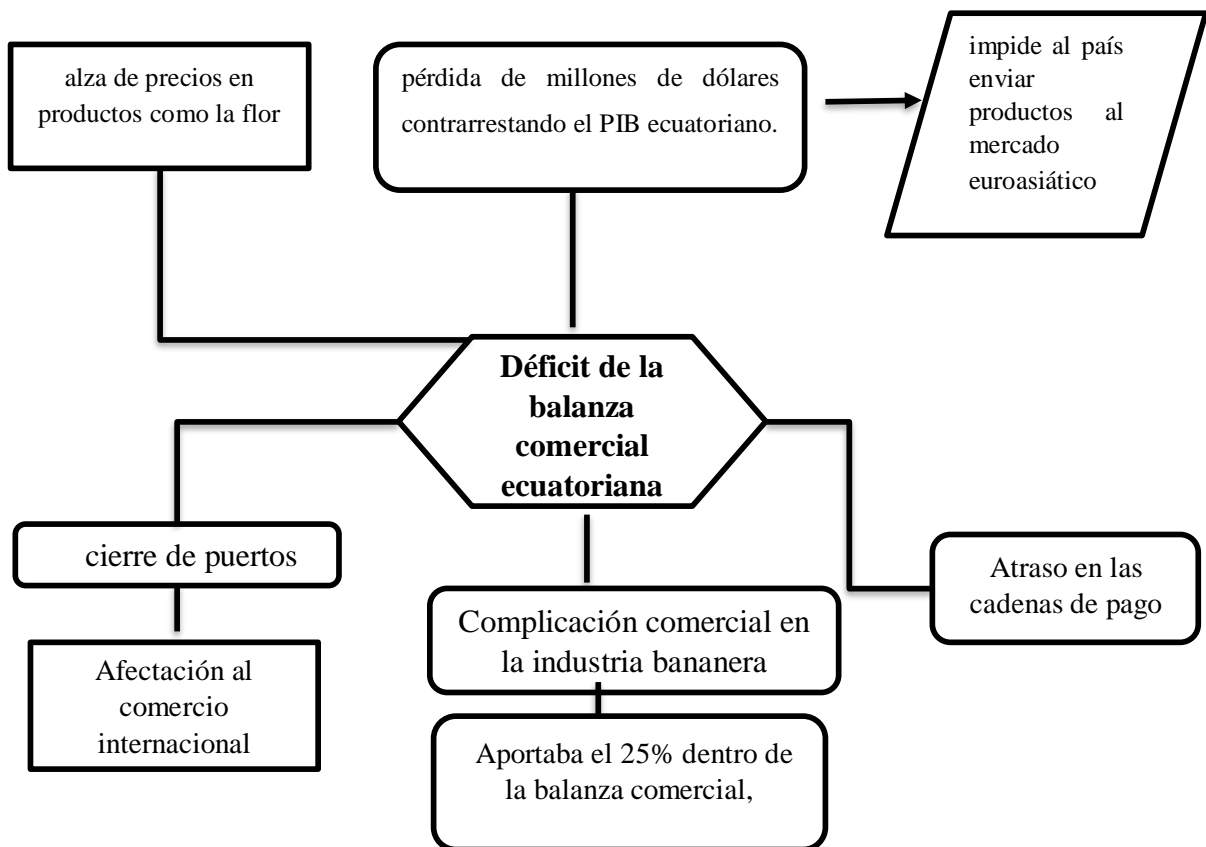 alza de precios en
productos como la flor
pérdida de millones de dólares
contrarrestando el PIB ecuatoriano.
impide al país
enviar
productos al
mercado
euroasiático
Déficit de la
balanza
comercial
ecuatoriana
cierre de puertos
Afectación al
comercio
internacional
Complicación comercial en
la industria bananera
Aportaba el 25% dentro de
la balanza comercial,
Atraso en las
cadenas de pago